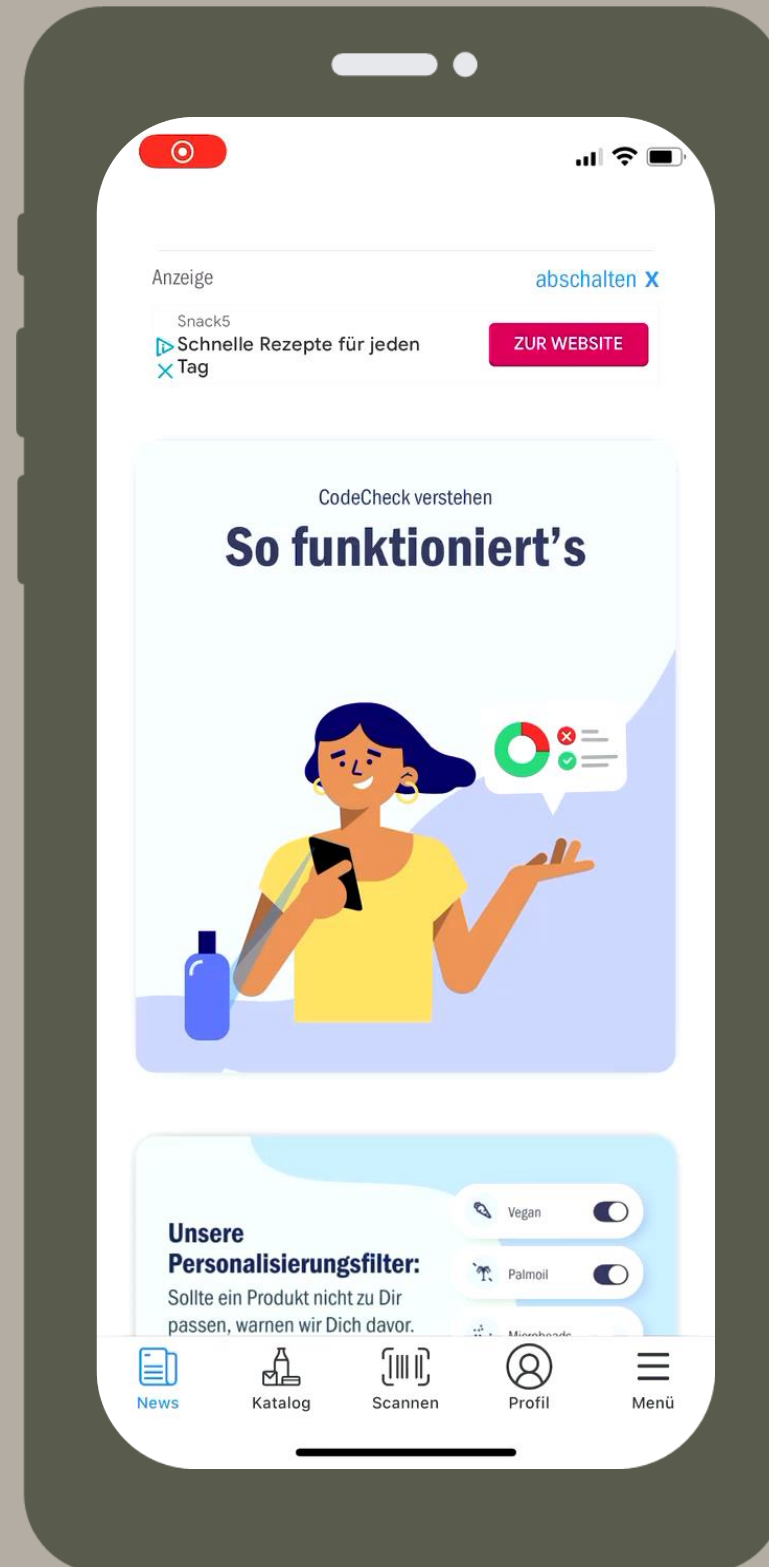 Anzeige
abschalten X
Snack5
Schnelle Rezepte für jeden
Tag
ZUR WEBSITE
CodeCheck verstehen
So funktioniert’s
Unsere
Personalisierungsfilter:
Sollte ein Produkt nicht zu Dir
passen, warnen wir Dich davor.
Vegan
Palmoil
Microbeads
News
Katalog
Scannen
Profil
Menü